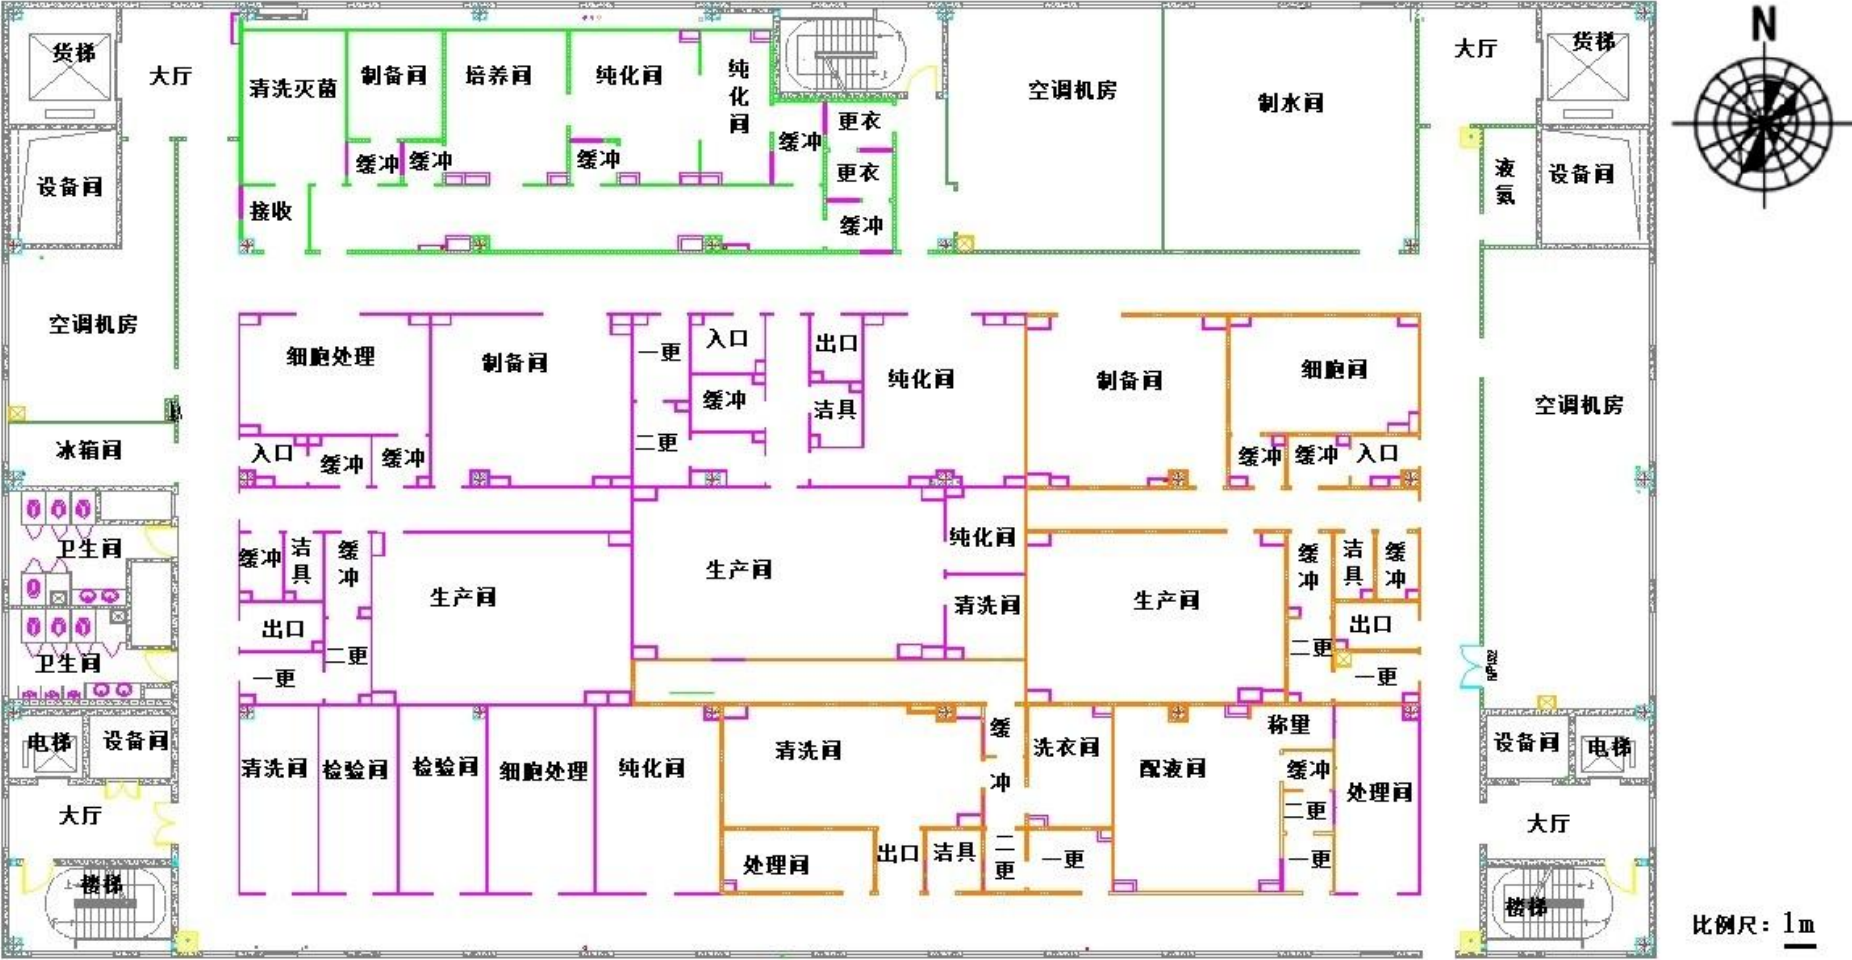 N
货梯
大厅
清洗灭菌
制备间
培养间
纯化间
纯化间
空调机房
制水间
大厅
货梯
缓冲
更衣
设备间
缓冲
缓冲
缓冲
更衣
液氮
设备间
接收
缓冲
空调机房
细胞处理
制备间
一更
入口
出口
纯化间
制备间
细胞间
空调机房
缓冲
洁具
冰箱间
入口
缓冲
缓冲
二更
缓冲
缓冲
入口
卫生间
缓冲
洁具
缓冲
生产间
生产间
纯化间
清洗间
生产间
缓冲
洁具
缓冲
出口
二更
一更
二更
出口
一更
卫生间
电梯
设备间
清洗间
检验间
检验间
细胞处理
纯化间
清洗间
缓冲
洗衣间
配液间
称量
缓冲
二更
一更
处理间
设备间
电梯
大厅
处理间
出口
洁具
二更
一更
大厅
楼梯
楼梯
比例尺：1m